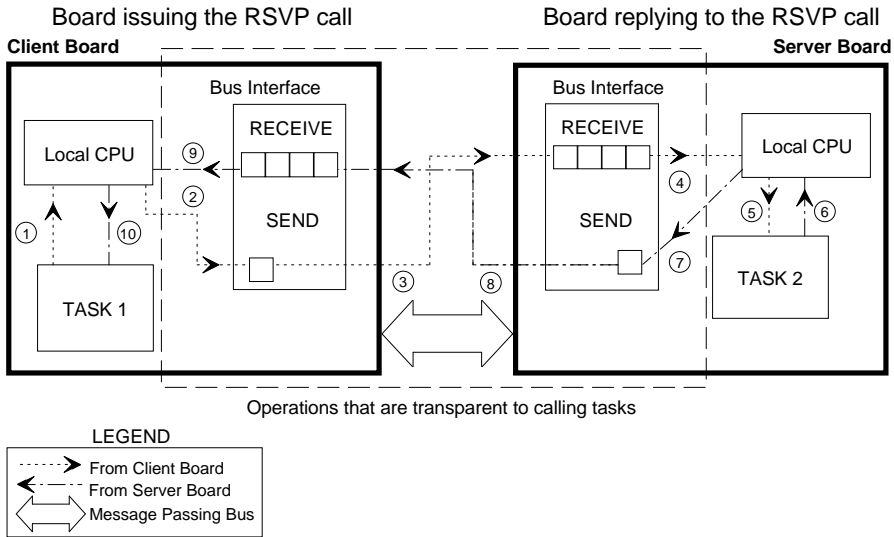 Board issuing the RSVP call
Board replying to the RSVP call
Client Board
Server Board
Bus Interface
Bus Interface
RECEIVE
RECEIVE
Local CPU
Local CPU
9
2
4
1
10
5
6
SEND
SEND
3
8
7
TASK 1
TASK 2
Operations that are transparent to calling tasks
LEGEND
From Client Board
From Server Board
Message Passing Bus